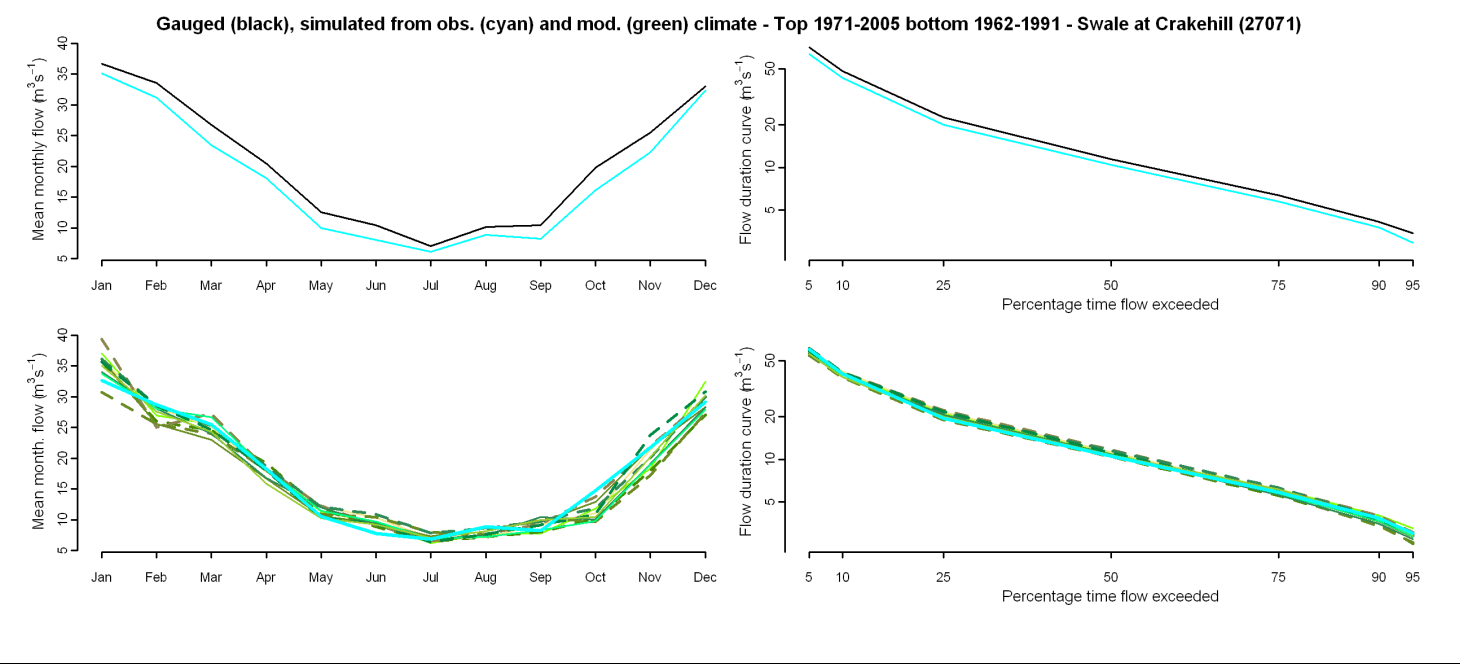 Gauged (black), simulated from obs. (cyan) and mod. (green) climate - Top 1971-2005 bottom 1962-1991 - Swale at Crakehill (27071)
Mean monthly flow (m³s⁻¹)
5 10 15 20 25 30 35 40
Jan Feb Mar Apr May Jun Jul Aug Sep Oct Nov Dec
Flow duration curve (m³s⁻¹)
5 10 20 50
5 10 25 50 75 90 95
Percentage time flow exceeded
Mean month. flow (m³s⁻¹)
5 10 15 20 25 30 35 40
Jan Feb Mar Apr May Jun Jul Aug Sep Oct Nov Dec
Flow duration curve (m³s⁻¹)
5 10 20 50
5 10 25 50 75 90 95
Percentage time flow exceeded